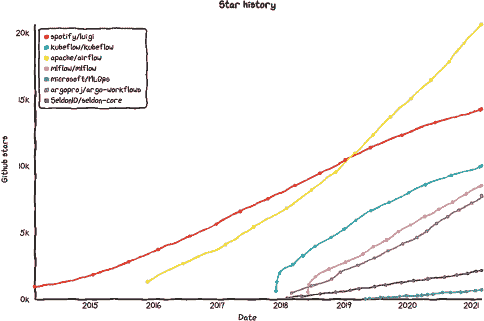 Star history
20k
15k
10k
5k
0k
Github stars
spotify/luigi
kubeflow/kubeflow
apache/airflow
mlflow/mlflow
microsoft/MLOps
argoproj/argo-workflows
SeldonIO/seldon-core
2015
2016
2017
2018
2019
2020
2021
Date